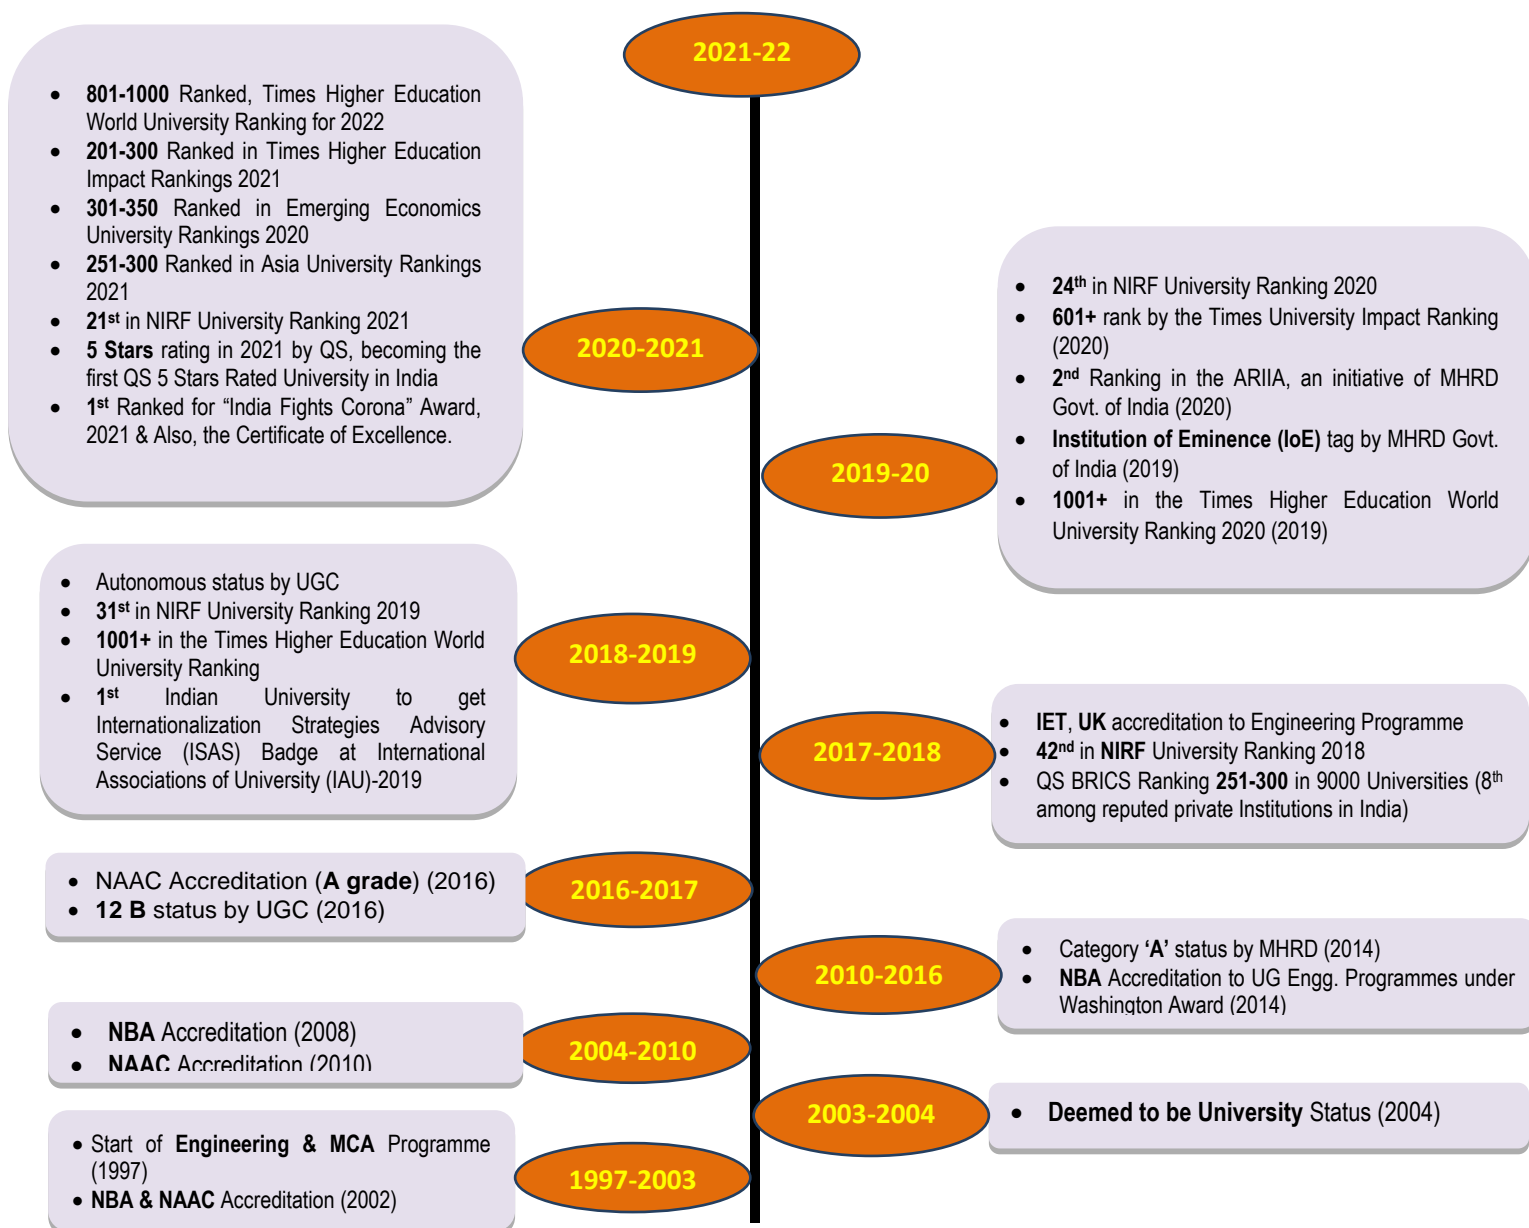 2021-22
801-1000 Ranked, Times Higher Education
World University Ranking for 2022
201-300 Ranked in Times Higher Education
Impact Rankings 2021
301-350 Ranked in Emerging Economics
University Rankings 2020
251-300 Ranked in Asia University Rankings
2021
21st in NIRF University Ranking 2021
5 Stars rating in 2021 by QS, becoming the
first QS 5 Stars Rated University in India
1st Ranked for “India Fights Corona” Award,
2021 & Also, the Certificate of Excellence.
2020-2021
24th in NIRF University Ranking 2020
601+ rank by the Times University Impact Ranking
(2020)
2nd Ranking in the ARIIA, an initiative of MHRD
Govt. of India (2020)
Institution of Eminence (IoE) tag by MHRD Govt.
of India (2019)
1001+ in the Times Higher Education World
University Ranking 2020 (2019)
2019-20
Autonomous status by UGC
31st in NIRF University Ranking 2019
1001+ in the Times Higher Education World
University Ranking
1st Indian University to get
Internationalization Strategies Advisory
Service (ISAS) Badge at International
Associations of University (IAU)-2019
2018-2019
IET, UK accreditation to Engineering Programme
42nd in NIRF University Ranking 2018
QS BRICS Ranking 251-300 in 9000 Universities (8th
among reputed private Institutions in India)
2017-2018
NAAC Accreditation (A grade) (2016)
12 B status by UGC (2016)
2016-2017
Category ‘A’ status by MHRD (2014)
NBA Accreditation to UG Engg. Programmes under
Washington Award (2014)
2010-2016
NBA Accreditation (2008)
NAAC Accreditation (2010)
2004-2010
Deemed to be University Status (2004)
2003-2004
Start of Engineering & MCA Programme
(1997)
NBA & NAAC Accreditation (2002)
1997-2003